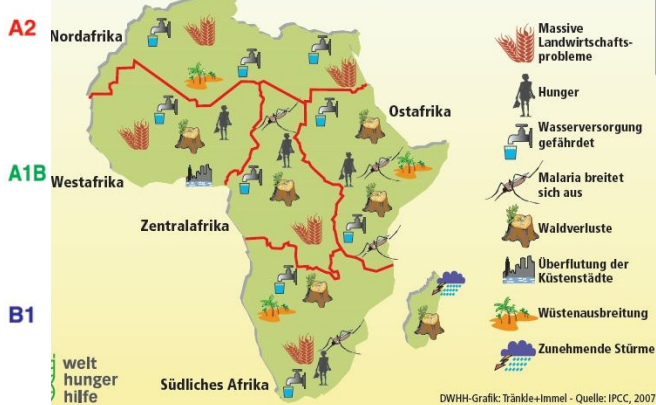 A2
A1B
B1
Nordafrika
Westafrika
Zentralafrika
Ostafrika
Südliches Afrika
Massive
Landwirtschafts-
probleme
Hunger
Wasserversorgung
gefährdet
Malaria breitet
sich aus
Waldverluste
Überflutung der
Küstenstädte
Wüstenausbreitung
Zunehmende Stürme
welt
hunger
hilfe
DWHH-Grafik: Tränkle+Immel - Quelle: IPCC, 2007